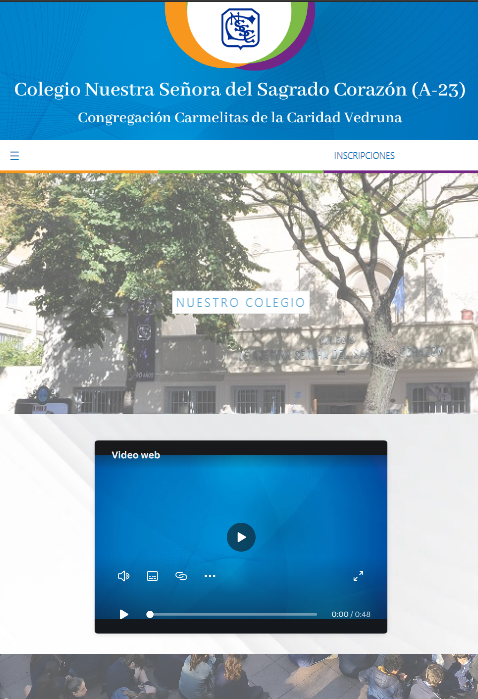 Colegio Nuestra Señora del Sagrado Corazón (A-23)
Congregación Carmelitas de la Caridad Vedruna
INSCRIPCIONES
NUESTRO COLEGIO
Video web
0:00 / 0:48